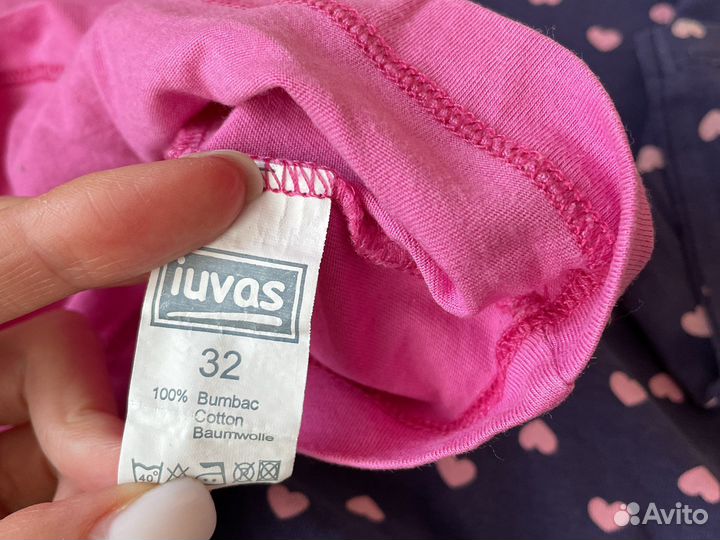 iuvas
32
100% Bumbac
Cotton
Baumwolle
40°
Avito